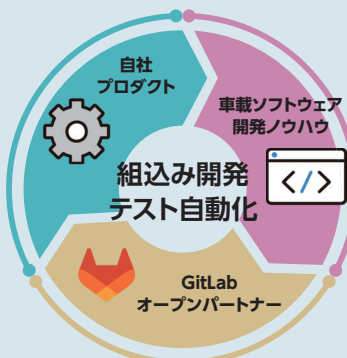 自社
プロダクト
車載ソフトウェア
開発ノウハウ
</>
組込み開発
テスト自動化
GitLab
オープンパートナー